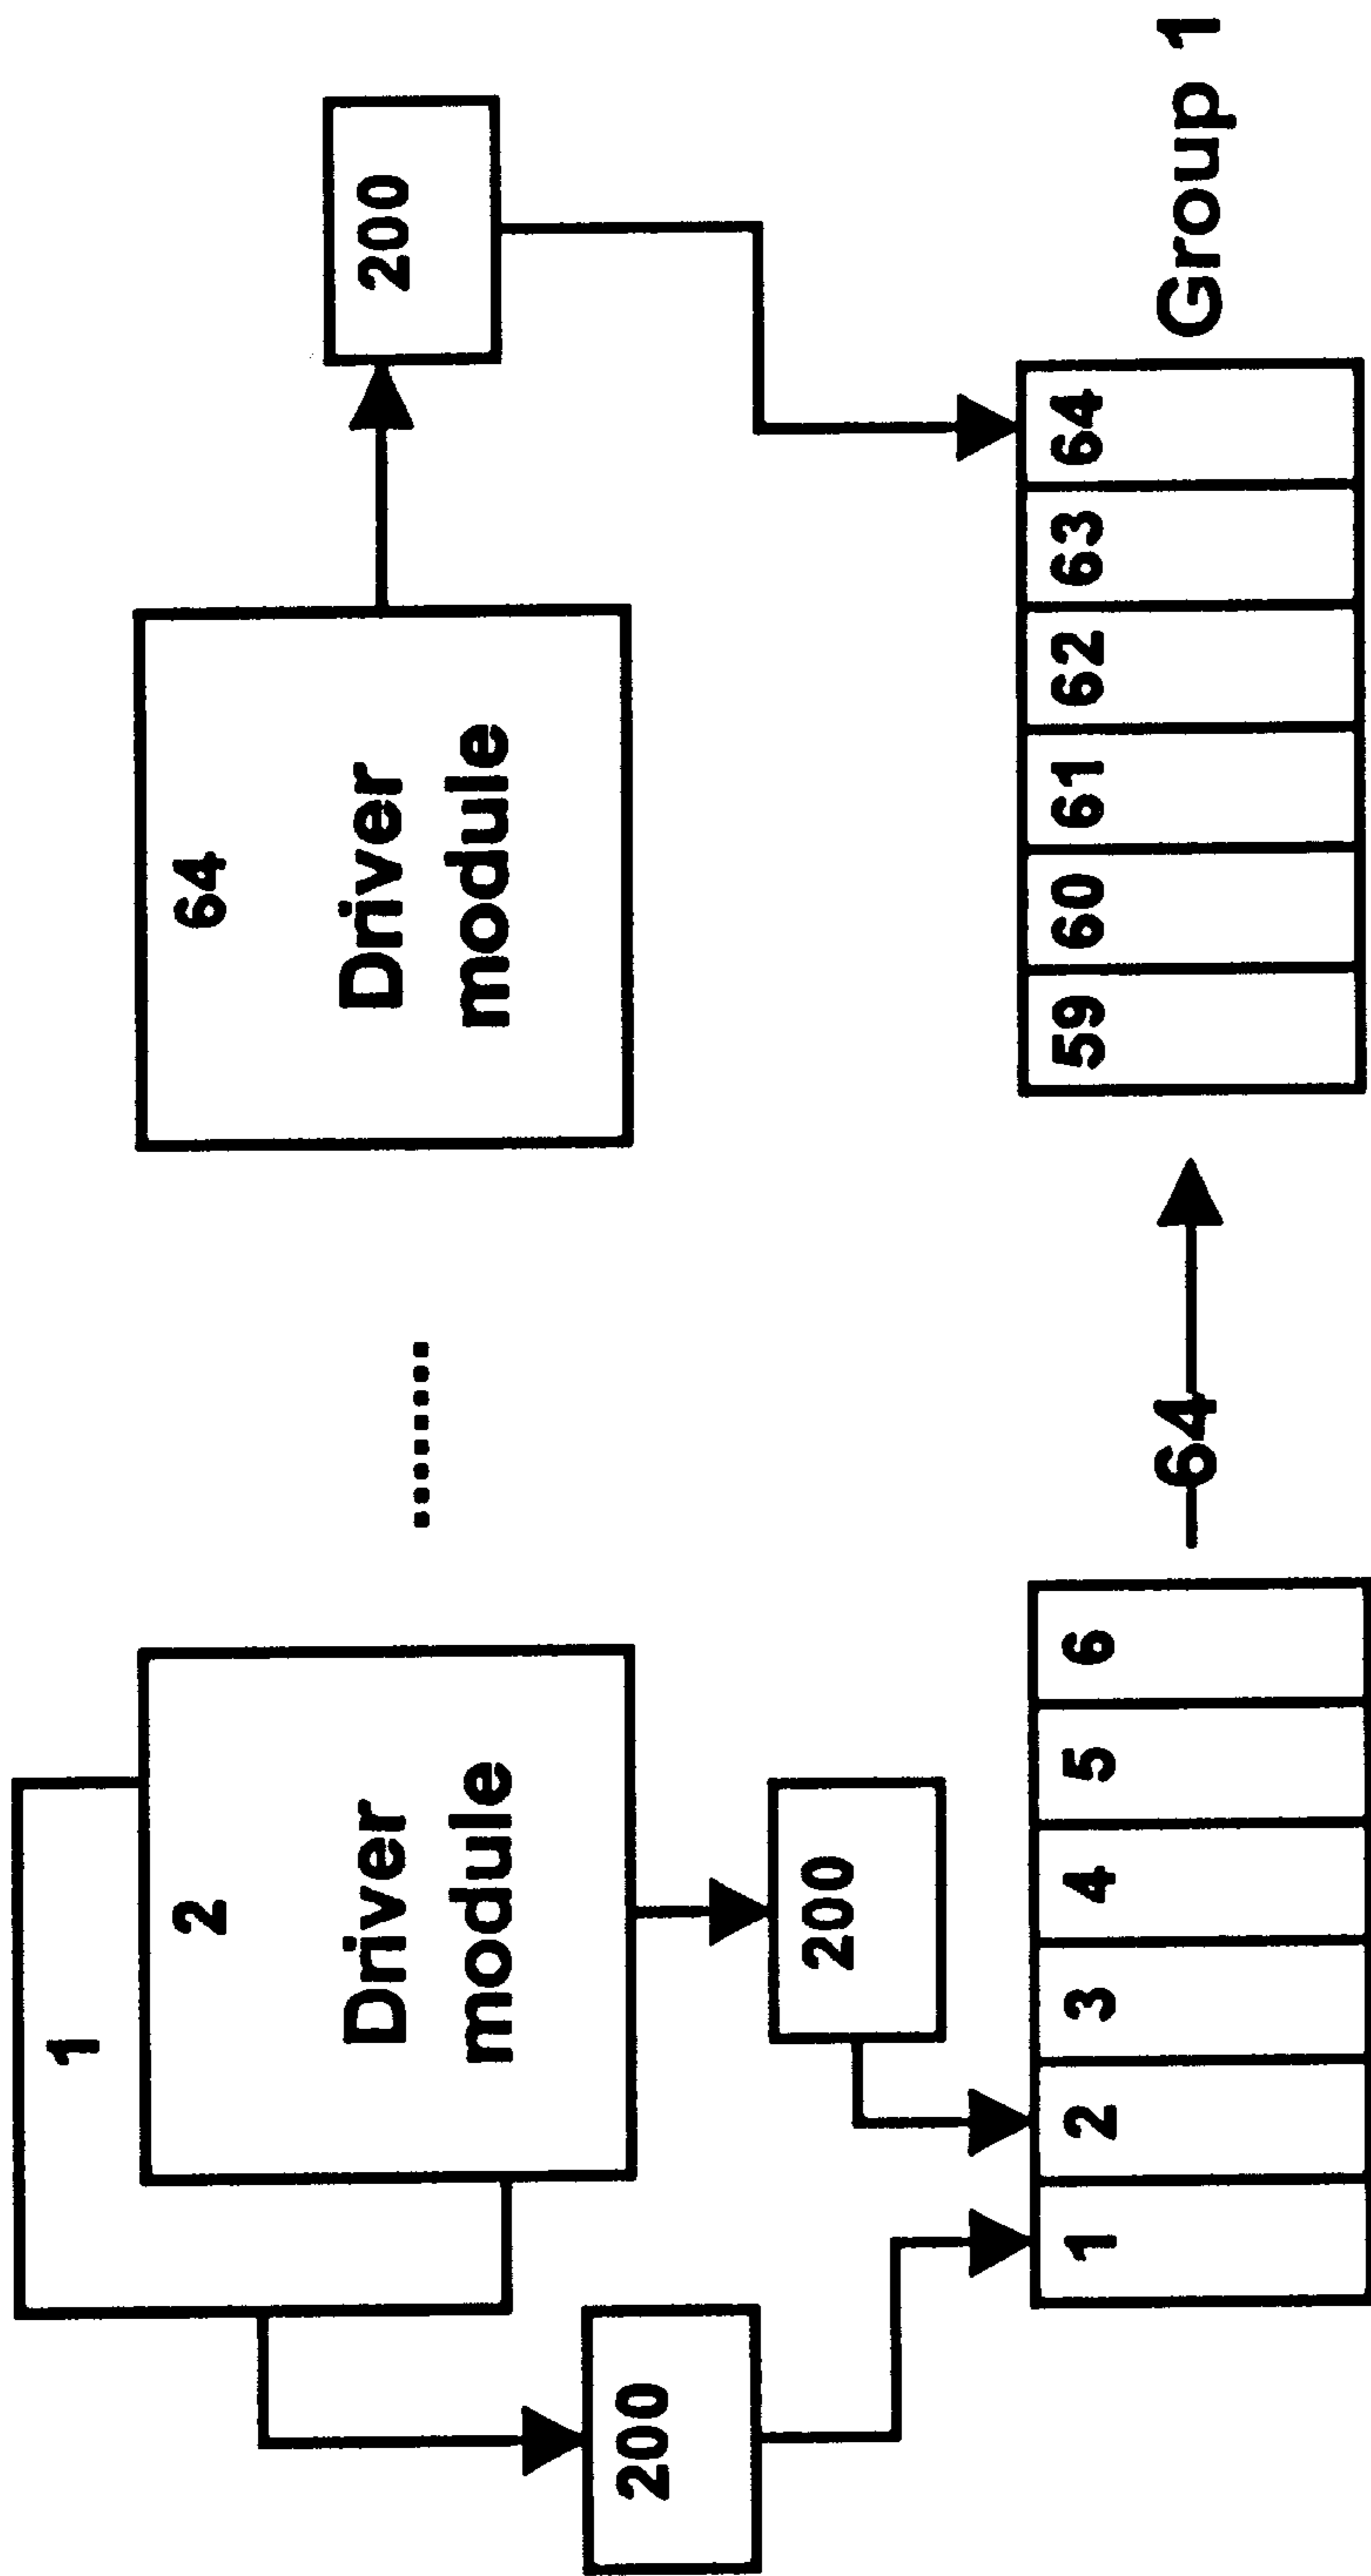 1
2
Driver
module
........
64
Driver
module
200
200
200
1 2 3 4 5 6
64
59 60 61 62 63 64
Group 1